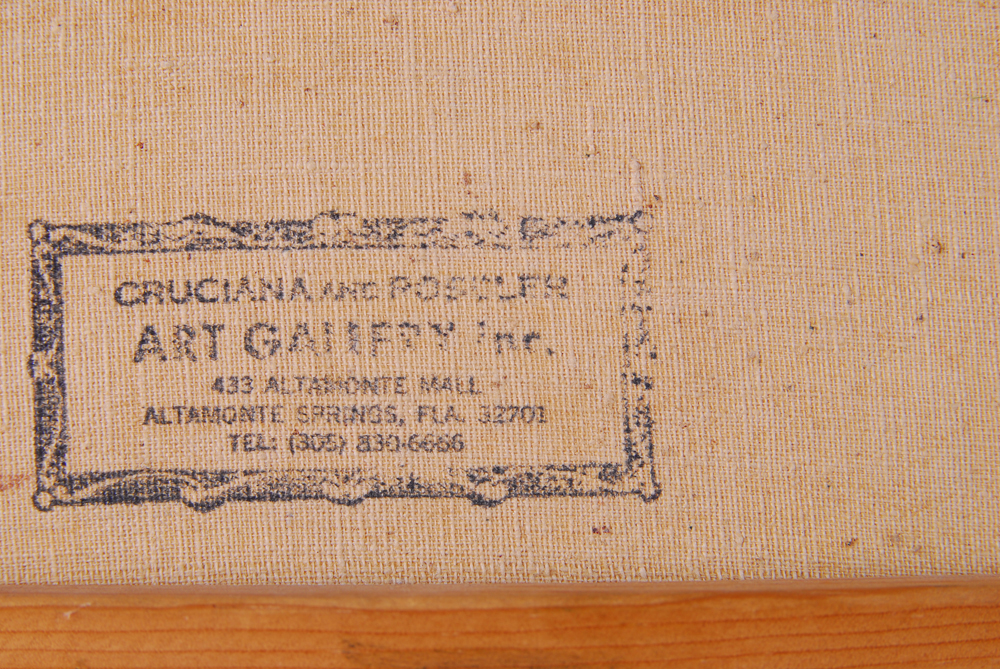 CRUCIANA AND
ART GALLERY inc.
433 ALTAMONTE MALL
ALTAMONTE SPRINGS, FLA. 32701
TEL: (305) 830-6666